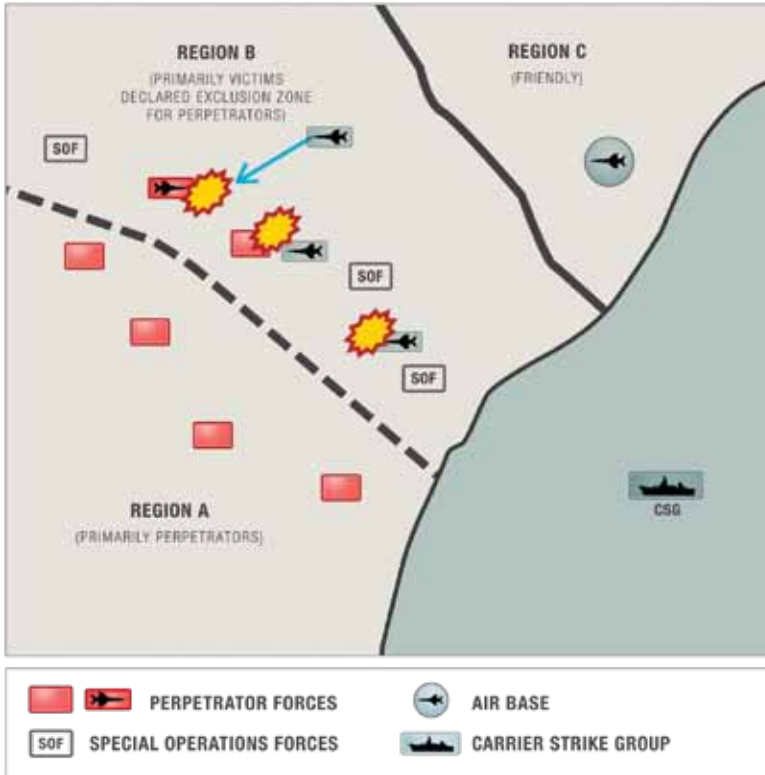 REGION B
(PRIMARILY VICTIMS
DECLARED EXCLUSION ZONE
FOR PERPETRATORS)
REGION C
(FRIENDLY)
SOF
SOF
SOF
CSG
REGION A
(PRIMARILY PERPETRATORS)
PERPETRATOR FORCES
AIR BASE
SOF SPECIAL OPERATIONS FORCES
CARRIER STRIKE GROUP